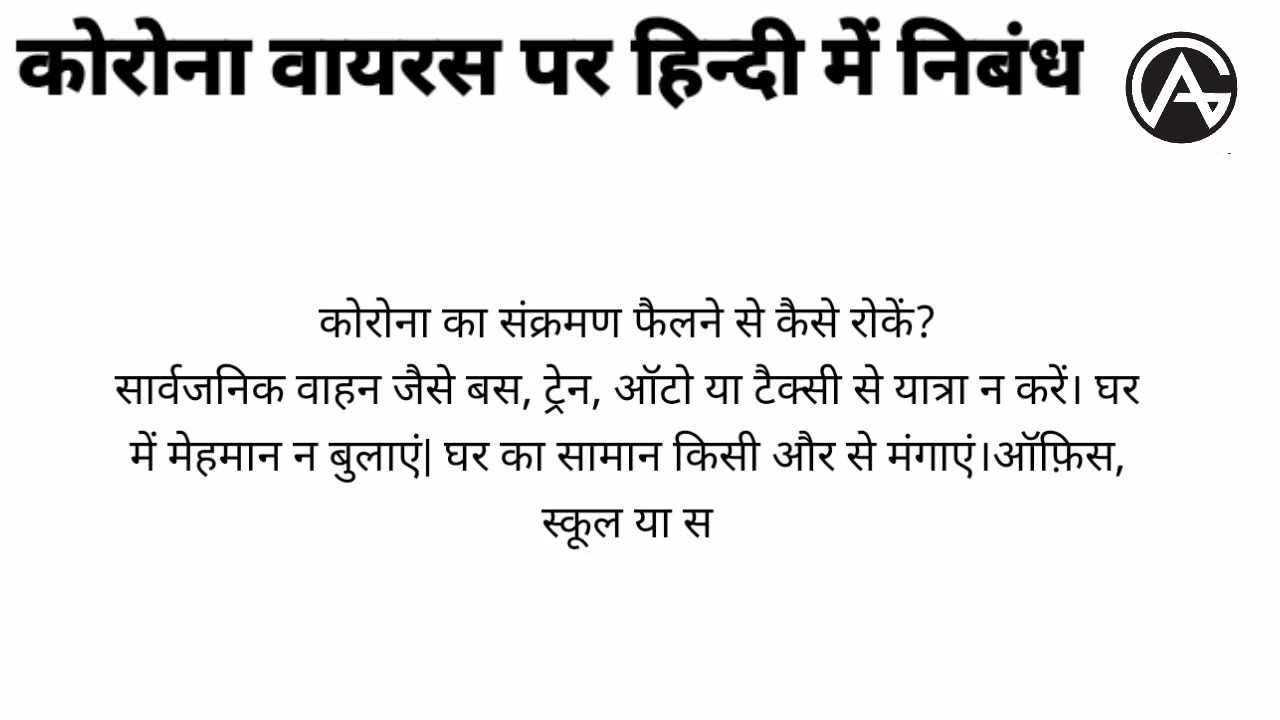 कोरोना वायरस पर हिन्दी में निबंध
कोरोना का संक्रमण फैलने से कैसे रोकें?
सार्वजनिक वाहन जैसे बस, ट्रेन, ऑटो या टैक्सी से यात्रा न करें। घर
में मेहमान न बुलाएं| घर का सामान किसी और से मंगाएं।ऑफ़िस,
स्कूल या स